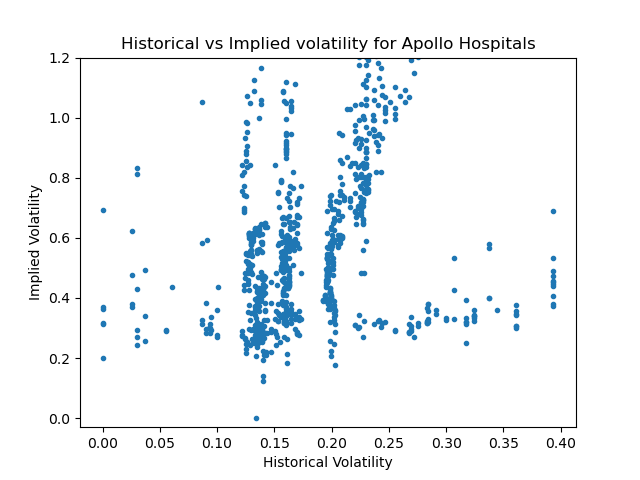 Historical vs Implied volatility for Apollo Hospitals
1.2
1.0
0.8
0.6
0.4
0.2
0.0
Implied Volatility
0.00 0.05 0.10 0.15 0.20 0.25 0.30 0.35 0.40
Historical Volatility